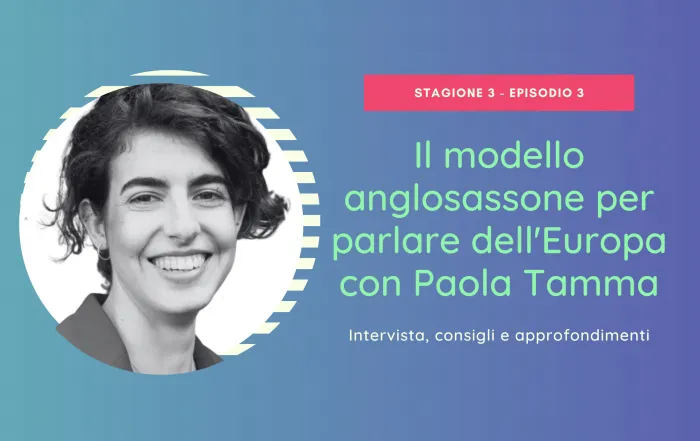 STAGIONE 3 - EPISODIO 3
Il modello
anglosassone per
parlare dell'Europa
con Paola Tamma
Intervista, consigli e approfondimenti